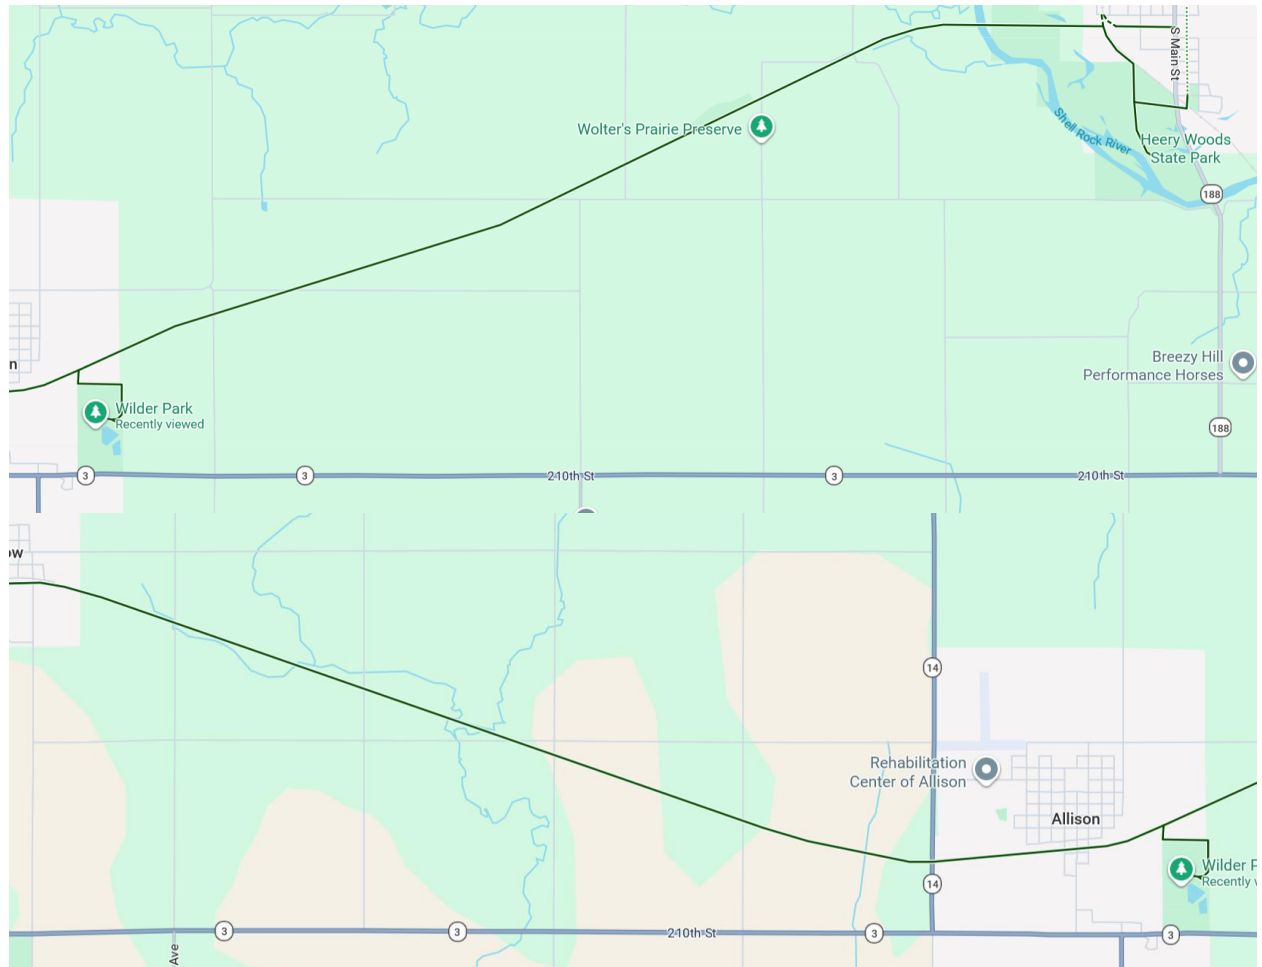 S Main St
Wolter's Prairie Preserve
Shell Rock River
Heery Woods
State Park
188
n
Breezy Hill
Performance Horses
Wilder Park
Recently viewed
188
3
3
210th St
3
210th St
ow
14
Rehabilitation
Center of Allison
Allison
Wilder P
Recently v
14
3
3
210th St
3
3
Ave